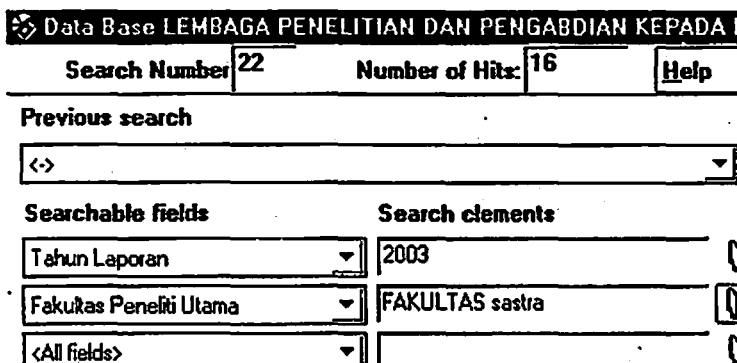 Data Base LEMBAGA PENELITIAN DAN PENGABDIAN KEPADA
Search Number 22 Number of Hits: 16 Help
Previous search
<->
Searchable fields Search elements
Tahun Laporan 2003
Fakultas Peneliti Utama FAKULTAS sastra
<All fields>